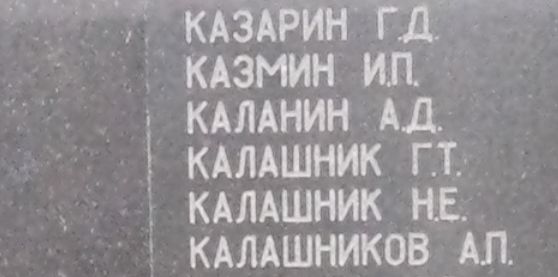 КАЗАРИН Г.Д.
КАЗМИН И.П.
КАЛАНИН А.Д.
КАЛАШНИК Г.Т.
КАЛАШНИК Н.Е.
КАЛАШНИКОВ А.П.